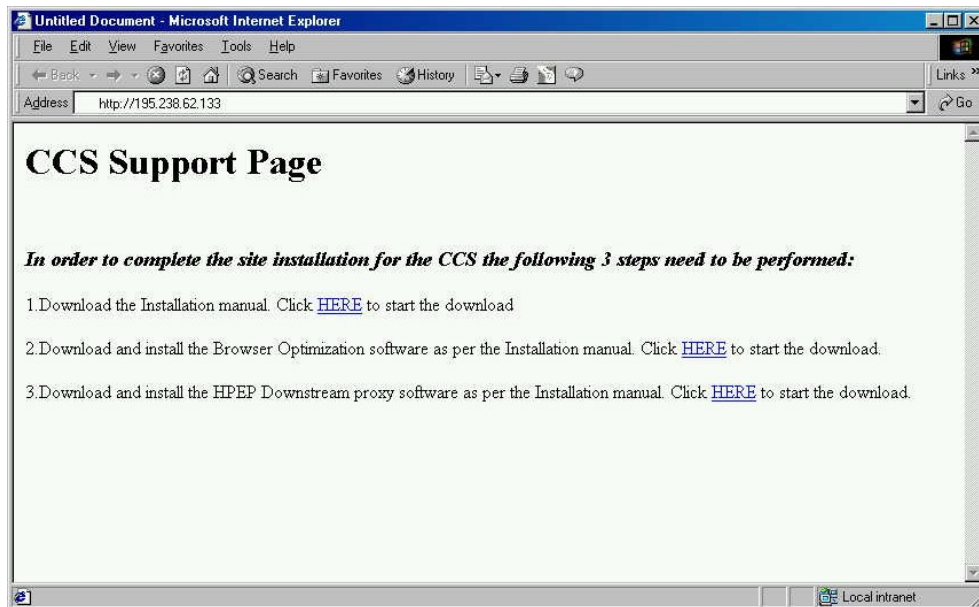 Untitled Document - Microsoft Internet Explorer
File Edit View Favorites Tools Help
Back Search Favorites History Links »
Address http://195.238.62.133 Go
CCS Support Page
In order to complete the site installation for the CCS the following 3 steps need to be performed:
1.Download the Installation manual. Click HERE to start the download
2.Download and install the Browser Optimization software as per the Installation manual. Click HERE to start the download.
3.Download and install the HPEP Downstream proxy software as per the Installation manual. Click HERE to start the download.
Local intranet